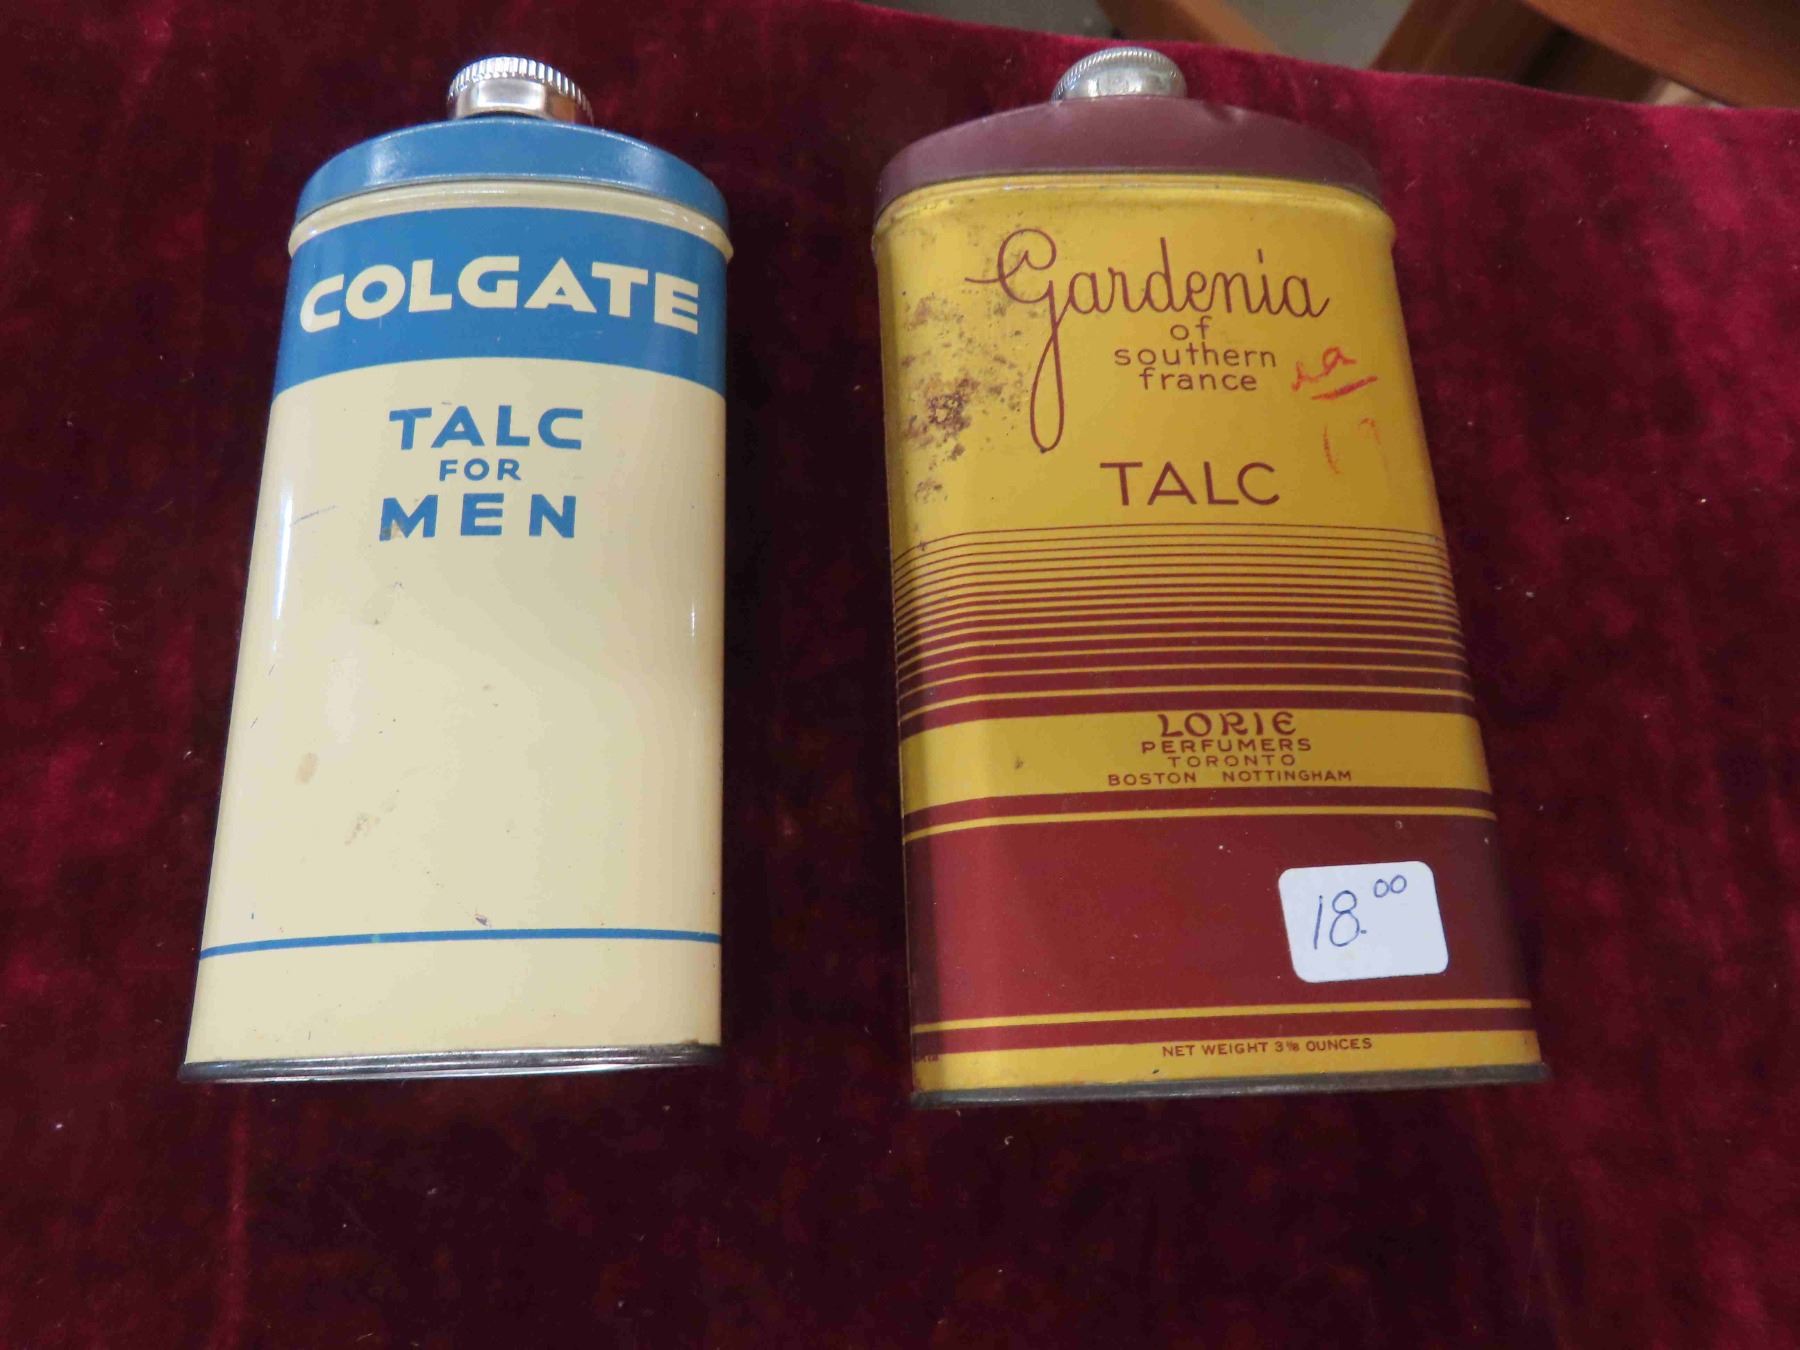 COLGATE
TALC
FOR
MEN
Gardenia
of
southern
france
ea
TALC
LORIE
PERFUMERS
TORONTO
BOSTON NOTTINGHAM
18.00
NET WEIGHT 3⅛ OUNCES